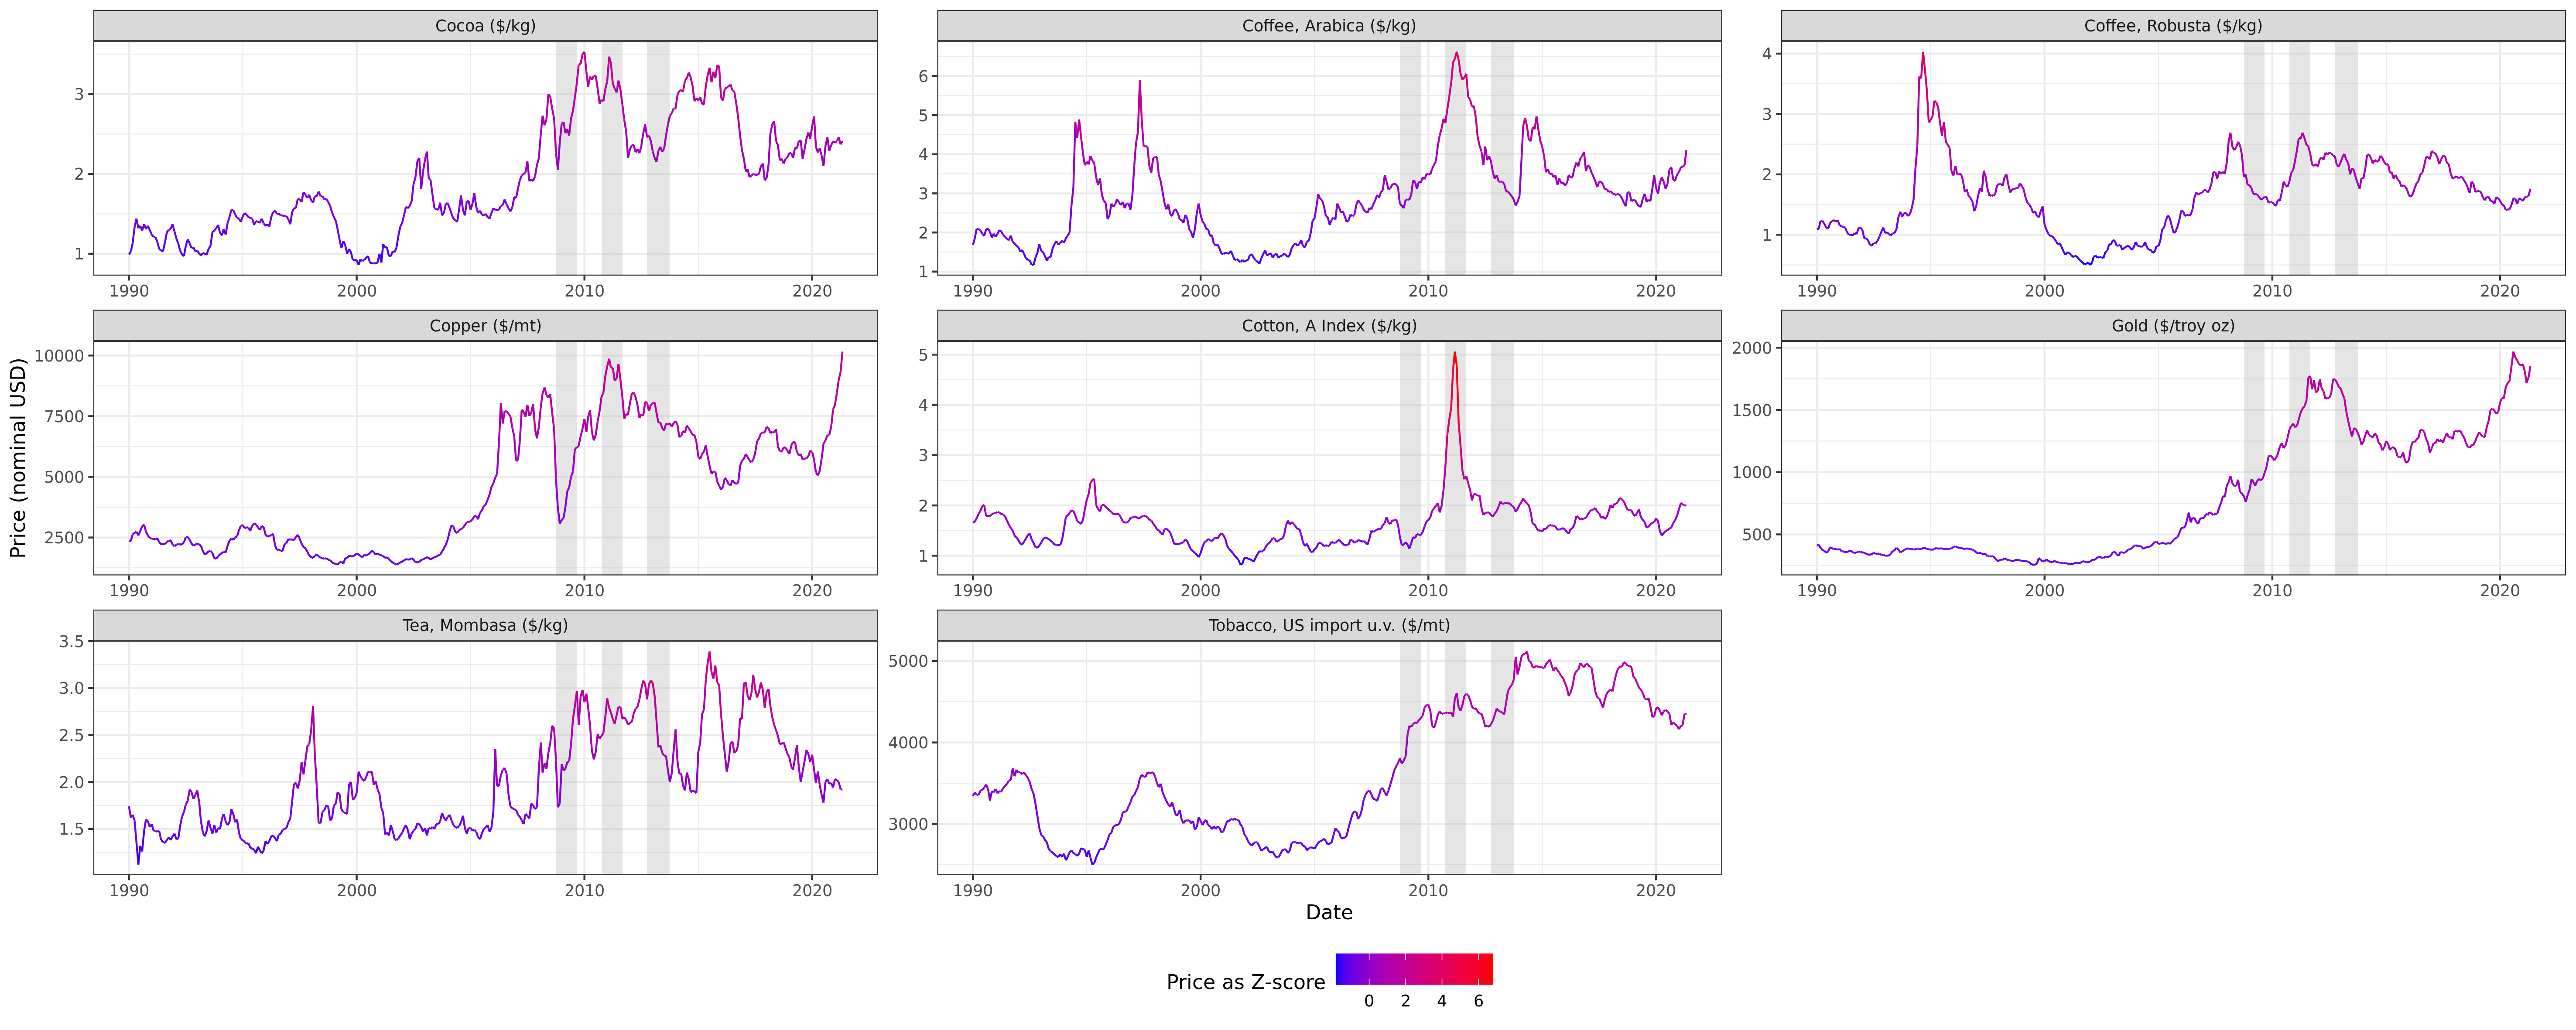 Cocoa ($/kg)
Coffee, Arabica ($/kg)
Coffee, Robusta ($/kg)
3
2
1
1990 2000 2010 2020
6
5
4
3
2
1
1990 2000 2010 2020
4
3
2
1
1990 2000 2010 2020
Price (nominal USD)
Copper ($/mt)
Cotton, A Index ($/kg)
Gold ($/troy oz)
10000
7500
5000
2500
1990 2000 2010 2020
5
4
3
2
1
1990 2000 2010 2020
2000
1500
1000
500
1990 2000 2010 2020
Tea, Mombasa ($/kg)
Tobacco, US import u.v. ($/mt)
3.5
3.0
2.5
2.0
1.5
1990 2000 2010 2020
5000
4000
3000
1990 2000 2010 2020
Date
Price as Z-score
0 2 4 6